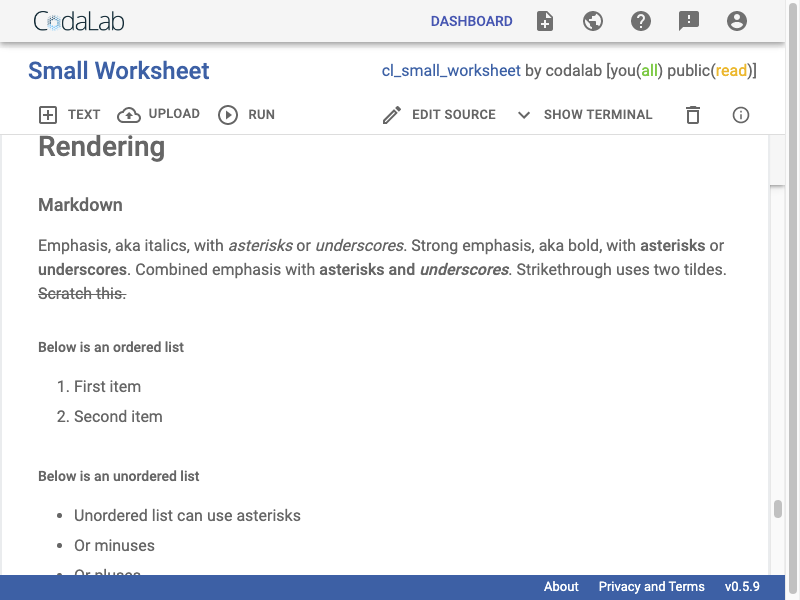 CodaLab
DASHBOARD
Small Worksheet
cl_small_worksheet by codalab [you(all) public(read)]
TEXT UPLOAD RUN EDIT SOURCE SHOW TERMINAL
Rendering
Markdown
Emphasis, aka italics, with asterisks or underscores. Strong emphasis, aka bold, with asterisks or
underscores. Combined emphasis with asterisks and underscores. Strikethrough uses two tildes.
Scratch this.
Below is an ordered list
1. First item
2. Second item
Below is an unordered list
• Unordered list can use asterisks
• Or minuses
• Or pluses
About Privacy and Terms v0.5.9